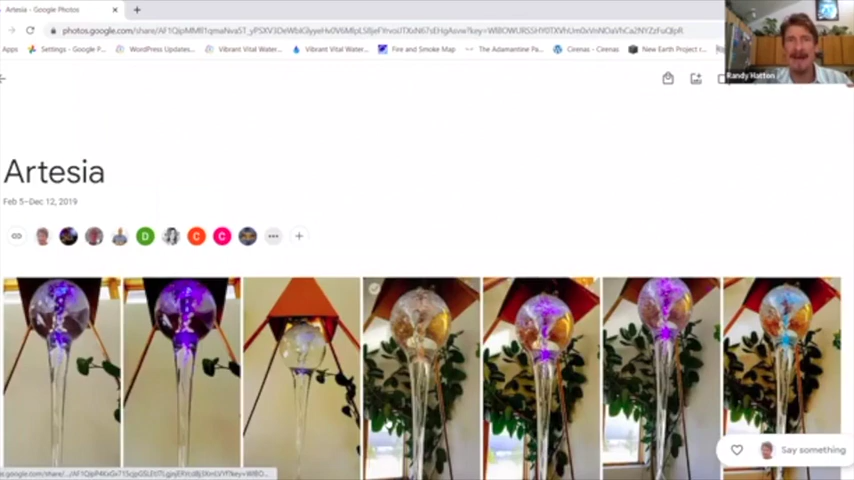 Artesia - Google Photos
photos.google.com/share/
Apps Settings - Google P... WordPress Updates... Vibrant Vital Water... Vibrant Vital Water... Fire and Smoke Map The Adamantine Pa... Cirenas - Cirenas New Earth Project r...
Randy Hatton
Artesia
Feb 5–Dec 12, 2019
D C C
Say something